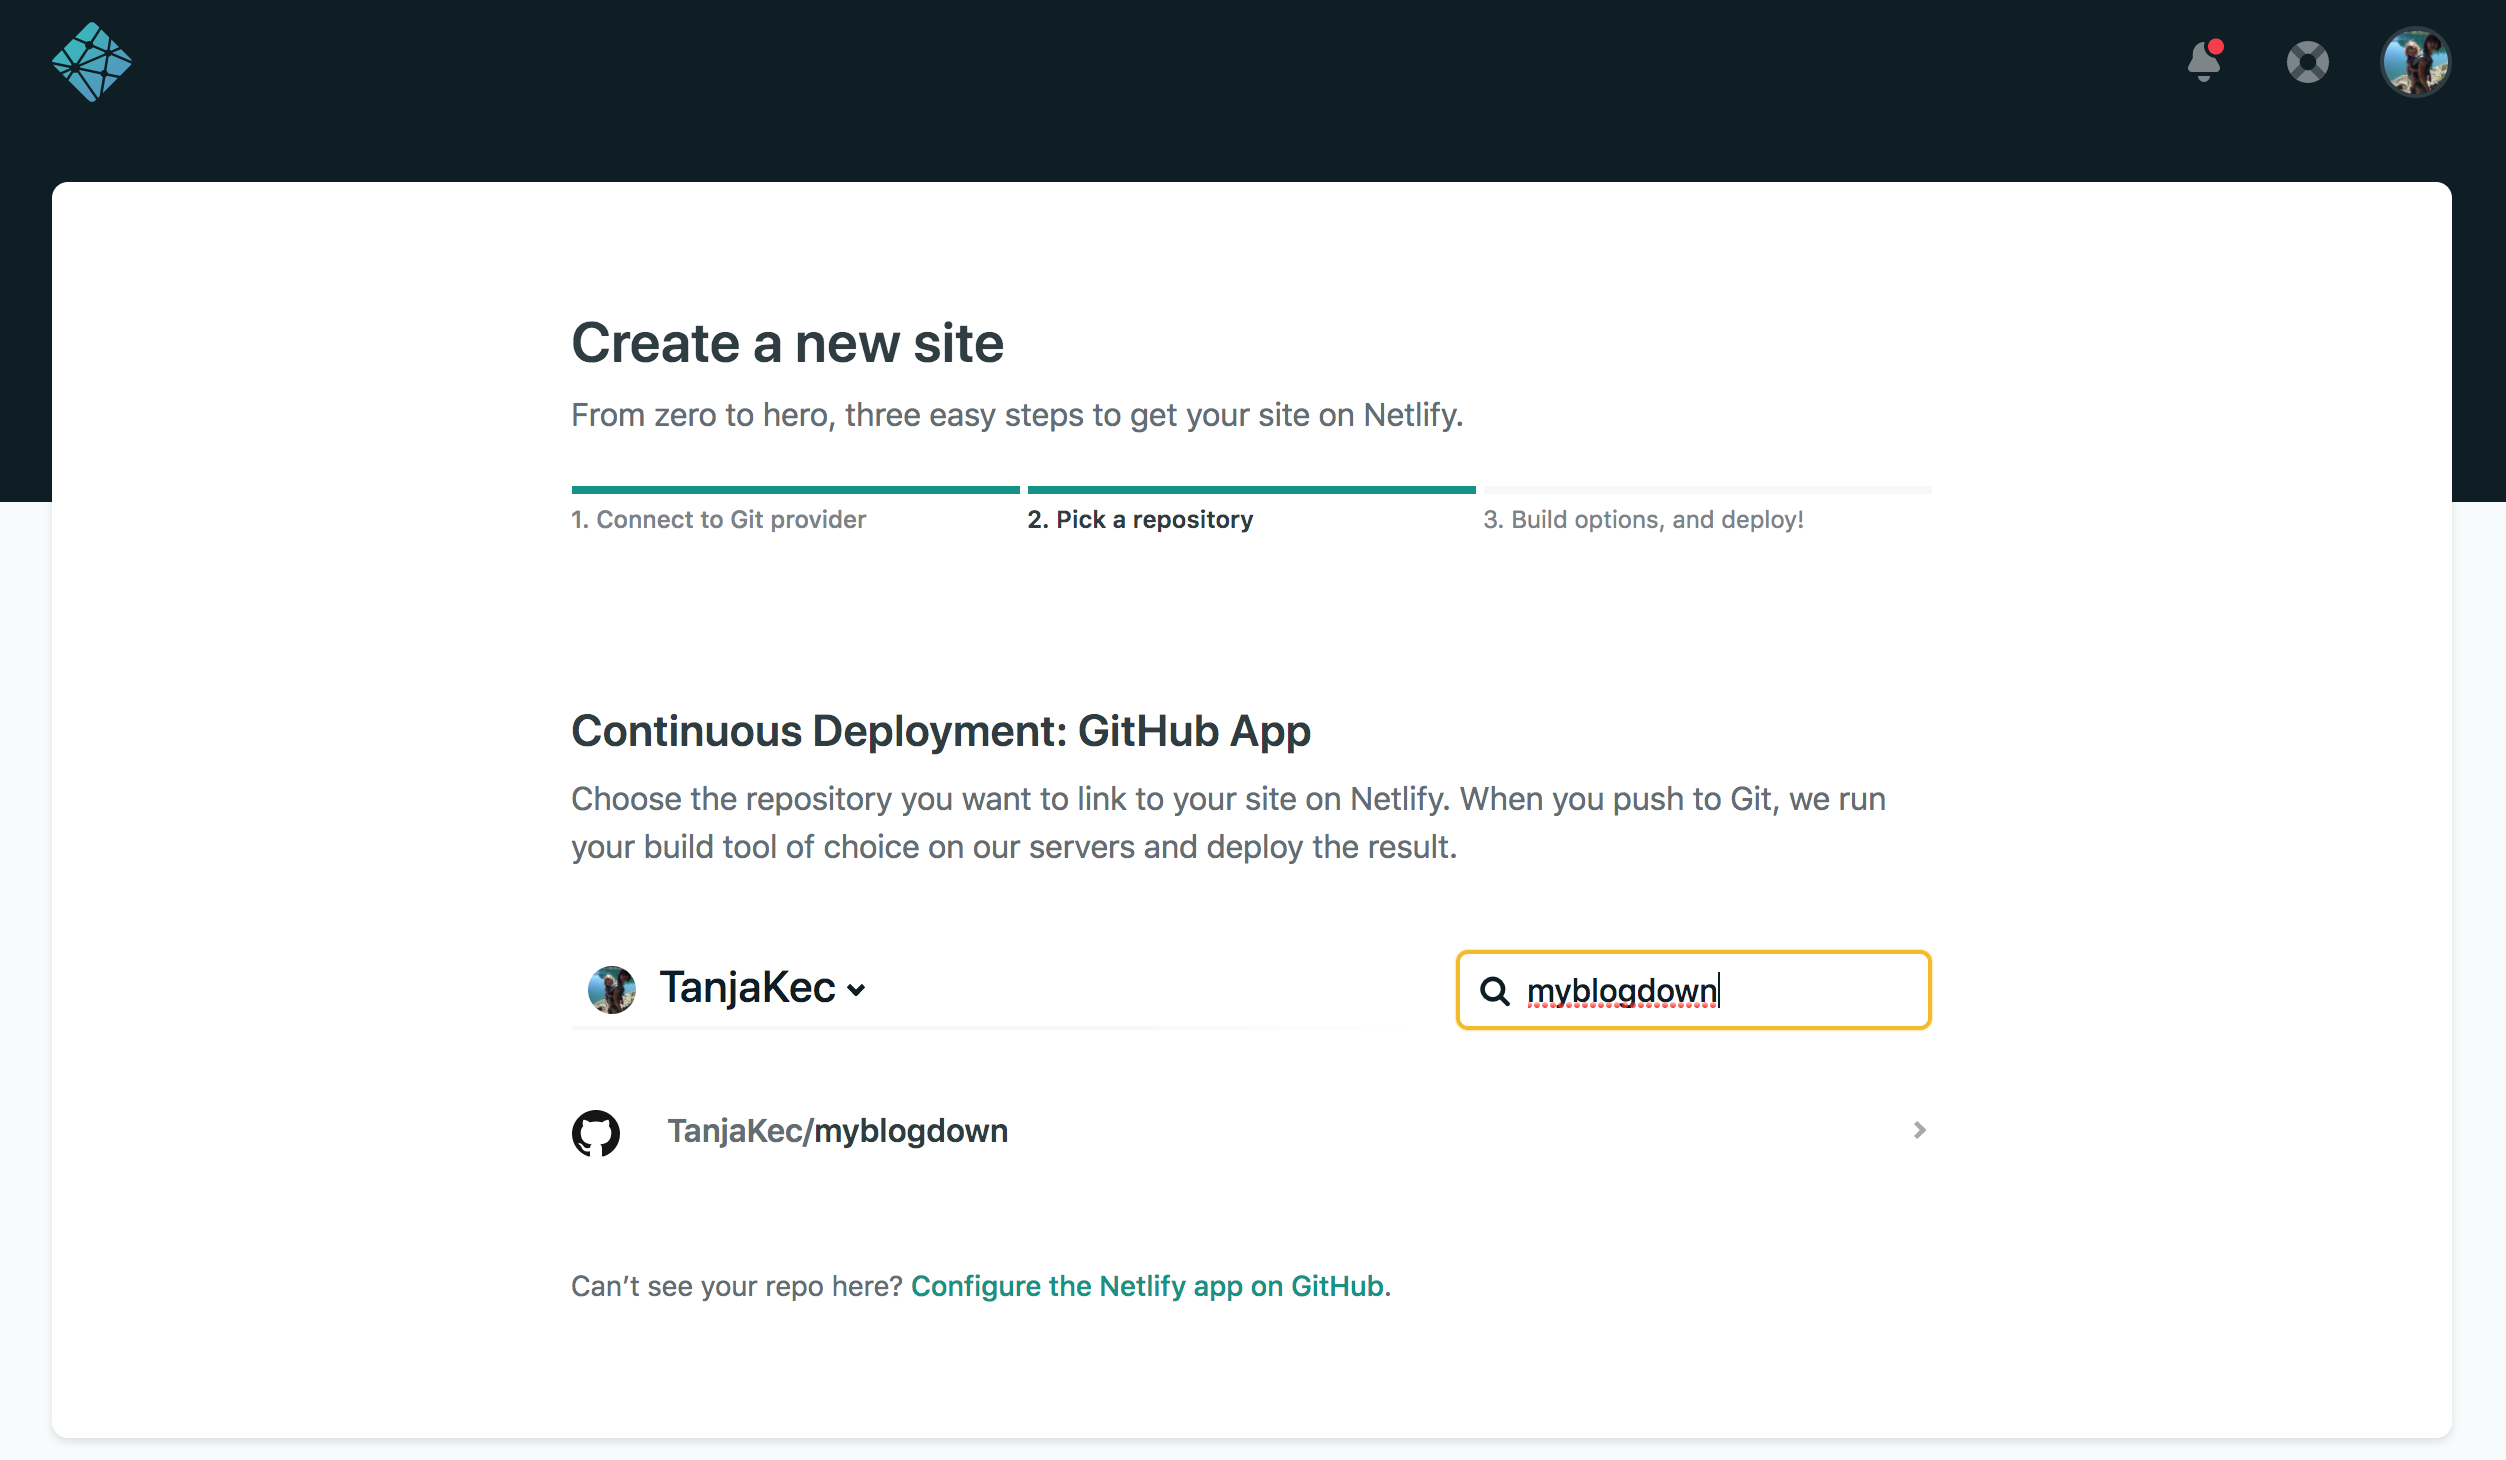 Create a new site
From zero to hero, three easy steps to get your site on Netlify.
1. Connect to Git provider
2. Pick a repository
3. Build options, and deploy!
Continuous Deployment: GitHub App
Choose the repository you want to link to your site on Netlify. When you push to Git, we run
your build tool of choice on our servers and deploy the result.
TanjaKec
myblogdown
TanjaKec/myblogdown
Can’t see your repo here? Configure the Netlify app on GitHub.